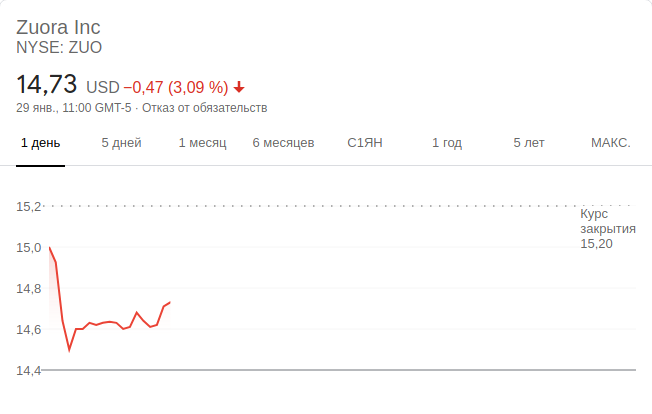 Zuora Inc
NYSE: ZUO
14,73 USD −0,47 (3,09 %)
29 янв., 11:00 GMT-5 · Отказ от обязательств
1 день 5 дней 1 месяц 6 месяцев С1ЯН 1 год 5 лет МАКС.
15,2
Курс
закрытия
15,20
15,0
14,8
14,6
14,4